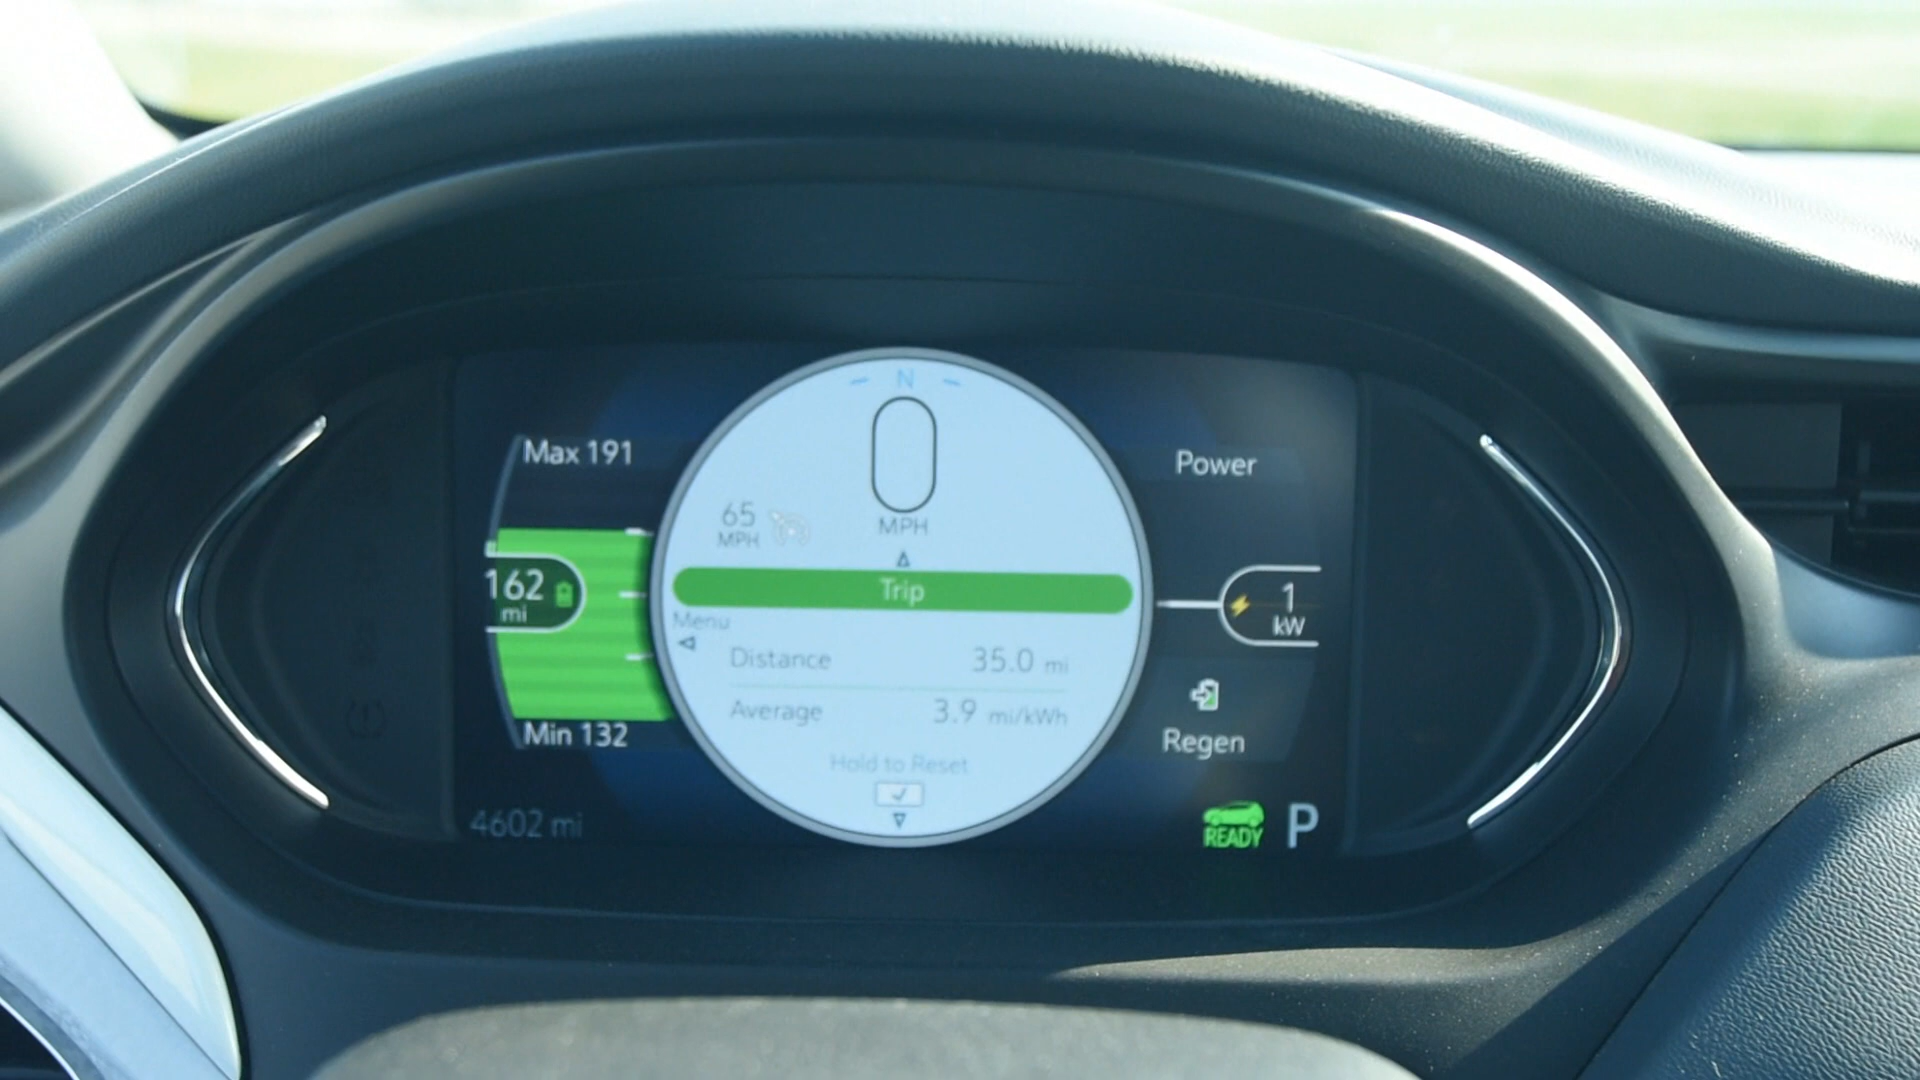 N
0
MPH
65
MPH
Max 191
162
mi
Min 132
4602 mi
Trip
Menu
Distance 35.0 mi
Average 3.9 mi/kWh
Hold to Reset
Power
1
kW
Regen
READY P